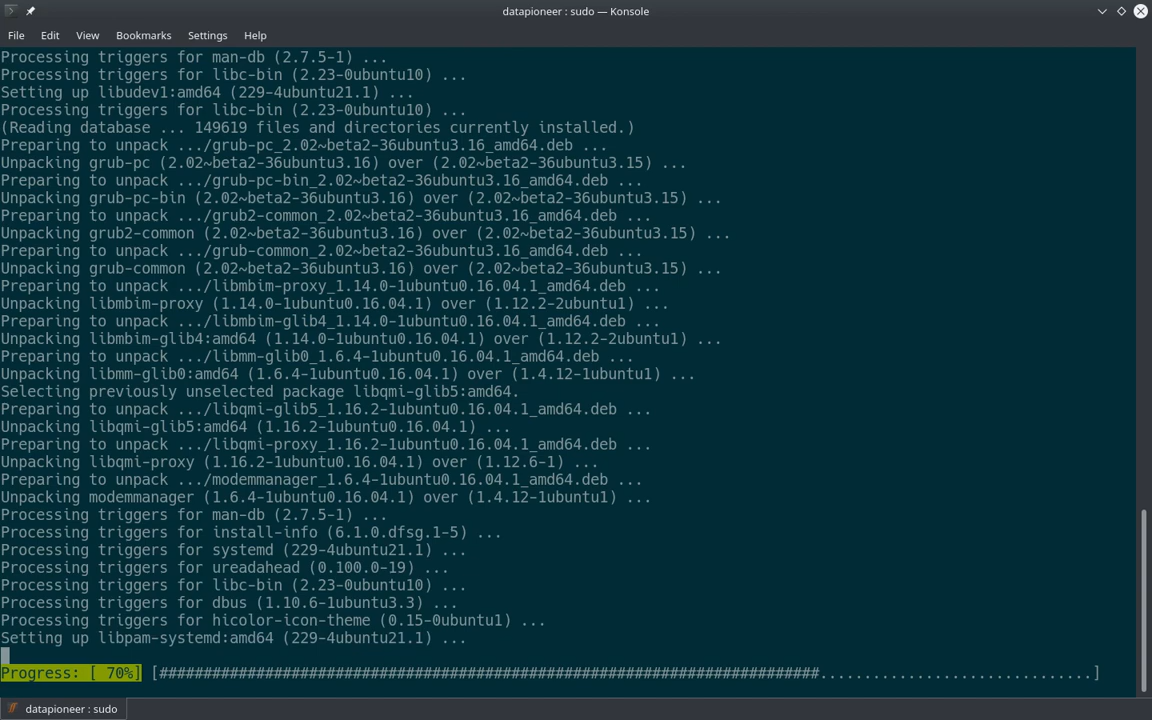 datapioneer : sudo — Konsole
File Edit View Bookmarks Settings Help
Processing triggers for man-db (2.7.5-1) ...
Processing triggers for libc-bin (2.23-0ubuntu10) ...
Setting up libudev1:amd64 (229-4ubuntu21.1) ...
Processing triggers for libc-bin (2.23-0ubuntu10) ...
(Reading database ... 149619 files and directories currently installed.)
Preparing to unpack .../grub-pc_2.02~beta2-36ubuntu3.16_amd64.deb ...
Unpacking grub-pc (2.02~beta2-36ubuntu3.16) over (2.02~beta2-36ubuntu3.15) ...
Preparing to unpack .../grub-pc-bin_2.02~beta2-36ubuntu3.16_amd64.deb ...
Unpacking grub-pc-bin (2.02~beta2-36ubuntu3.16) over (2.02~beta2-36ubuntu3.15) ...
Preparing to unpack .../grub2-common_2.02~beta2-36ubuntu3.16_amd64.deb ...
Unpacking grub2-common (2.02~beta2-36ubuntu3.16) over (2.02~beta2-36ubuntu3.15) ...
Preparing to unpack .../grub-common_2.02~beta2-36ubuntu3.16_amd64.deb ...
Unpacking grub-common (2.02~beta2-36ubuntu3.16) over (2.02~beta2-36ubuntu3.15) ...
Preparing to unpack .../libmbim-proxy_1.14.0-1ubuntu0.16.04.1_amd64.deb ...
Unpacking libmbim-proxy (1.14.0-1ubuntu0.16.04.1) over (1.12.2-2ubuntu1) ...
Preparing to unpack .../libmbim-glib4_1.14.0-1ubuntu0.16.04.1_amd64.deb ...
Unpacking libmbim-glib4:amd64 (1.14.0-1ubuntu0.16.04.1) over (1.12.2-2ubuntu1) ...
Preparing to unpack .../libmm-glib0_1.6.4-1ubuntu0.16.04.1_amd64.deb ...
Unpacking libmm-glib0:amd64 (1.6.4-1ubuntu0.16.04.1) over (1.4.12-1ubuntu1) ...
Selecting previously unselected package libqmi-glib5:amd64.
Preparing to unpack .../libqmi-glib5_1.16.2-1ubuntu0.16.04.1_amd64.deb ...
Unpacking libqmi-glib5:amd64 (1.16.2-1ubuntu0.16.04.1) ...
Preparing to unpack .../libqmi-proxy_1.16.2-1ubuntu0.16.04.1_amd64.deb ...
Unpacking libqmi-proxy (1.16.2-1ubuntu0.16.04.1) over (1.12.6-1) ...
Preparing to unpack .../modemmanager_1.6.4-1ubuntu0.16.04.1_amd64.deb ...
Unpacking modemmanager (1.6.4-1ubuntu0.16.04.1) over (1.4.12-1ubuntu1) ...
Processing triggers for man-db (2.7.5-1) ...
Processing triggers for install-info (6.1.0.dfsg.1-5) ...
Processing triggers for systemd (229-4ubuntu21.1) ...
Processing triggers for ureadahead (0.100.0-19) ...
Processing triggers for libc-bin (2.23-0ubuntu10) ...
Processing triggers for dbus (1.10.6-1ubuntu3.3) ...
Processing triggers for hicolor-icon-theme (0.15-0ubuntu1) ...
Setting up libpam-systemd:amd64 (229-4ubuntu21.1) ...
Progress: [ 70%] [###########################################################################...............................]
datapioneer : sudo